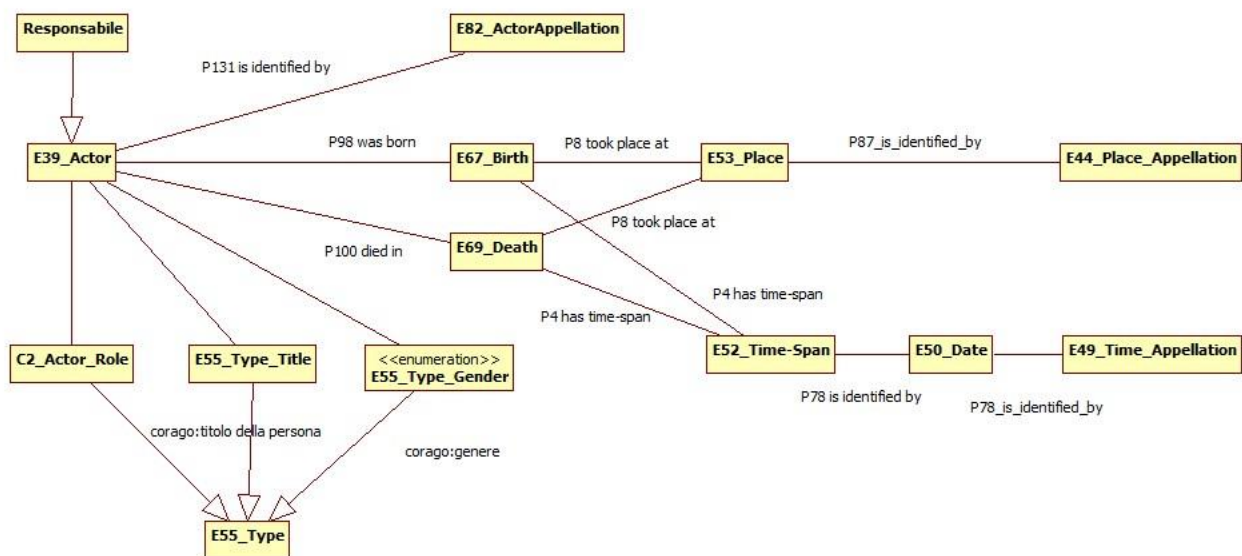 Responsabile
E82_ActorAppellation
P131 is identified by
E39_Actor
P98 was born
E67_Birth
P8 took place at
E53_Place
P87_is_identified_by
E44_Place_Appellation
P8 took place at
E69_Death
P100 died in
P4 has time-span
P4 has time-span
C2_Actor_Role
E55_Type_Title
<<enumeration>>
E55_Type_Gender
E52_Time-Span
E50_Date
E49_Time_Appellation
P78 is identified by
P78_is_identified_by
corago:titolo della persona
corago:genere
E55_Type